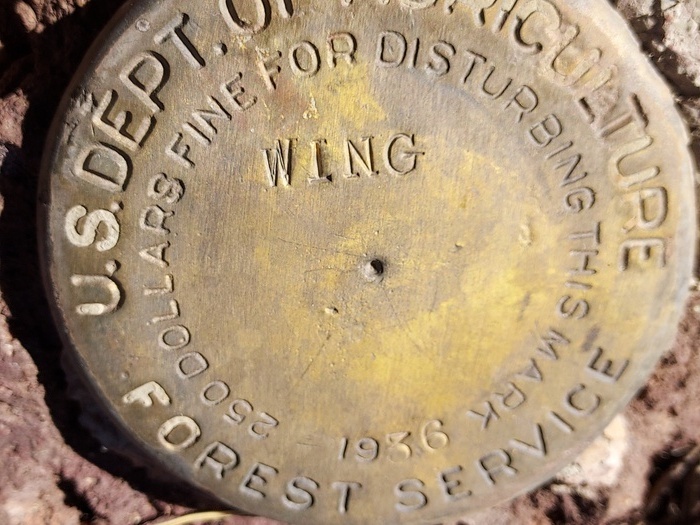 U.S. DEPT. OF AGRICULTURE
250 DOLLARS FINE FOR DISTURBING THIS MARK
WING
1936
FOREST SERVICE